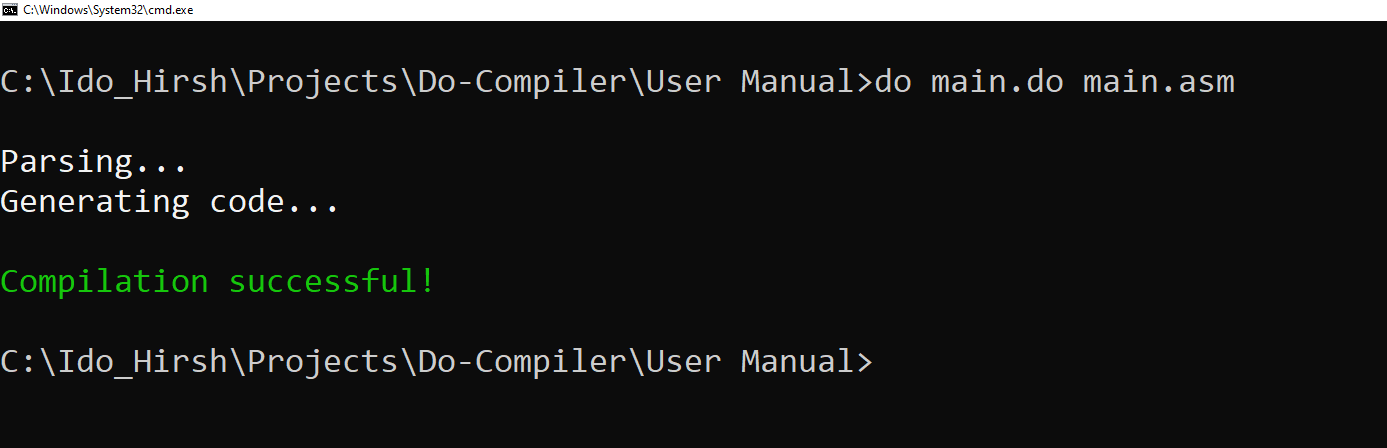 C:\Windows\System32\cmd.exe
C:\Ido_Hirsh\Projects\Do-Compiler\User Manual>do main.do main.asm
Parsing...
Generating code...
Compilation successful!
C:\Ido_Hirsh\Projects\Do-Compiler\User Manual>